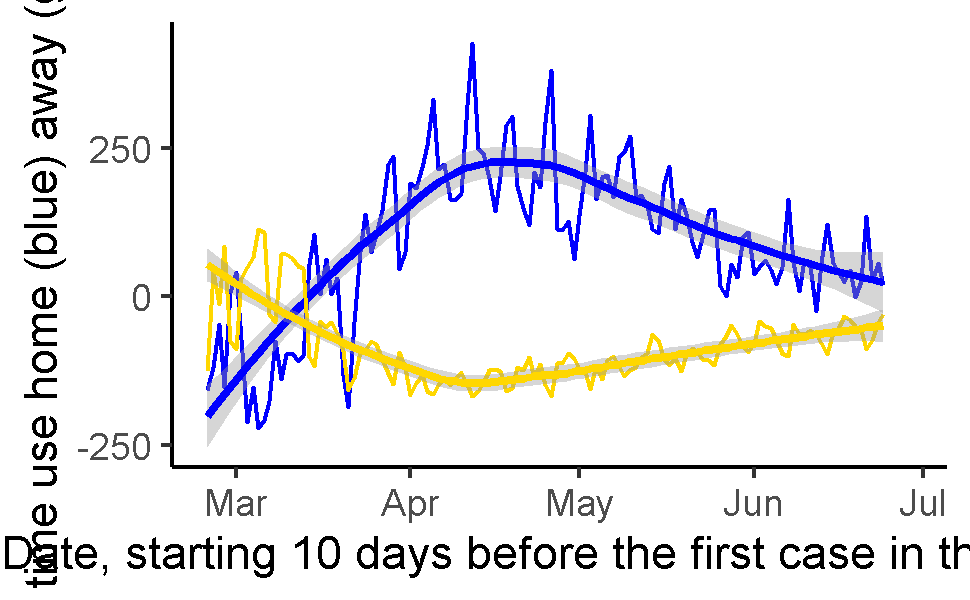 time use home (blue) away (
250
0
-250
Mar Apr May Jun Jul
Date, starting 10 days before the first case in th